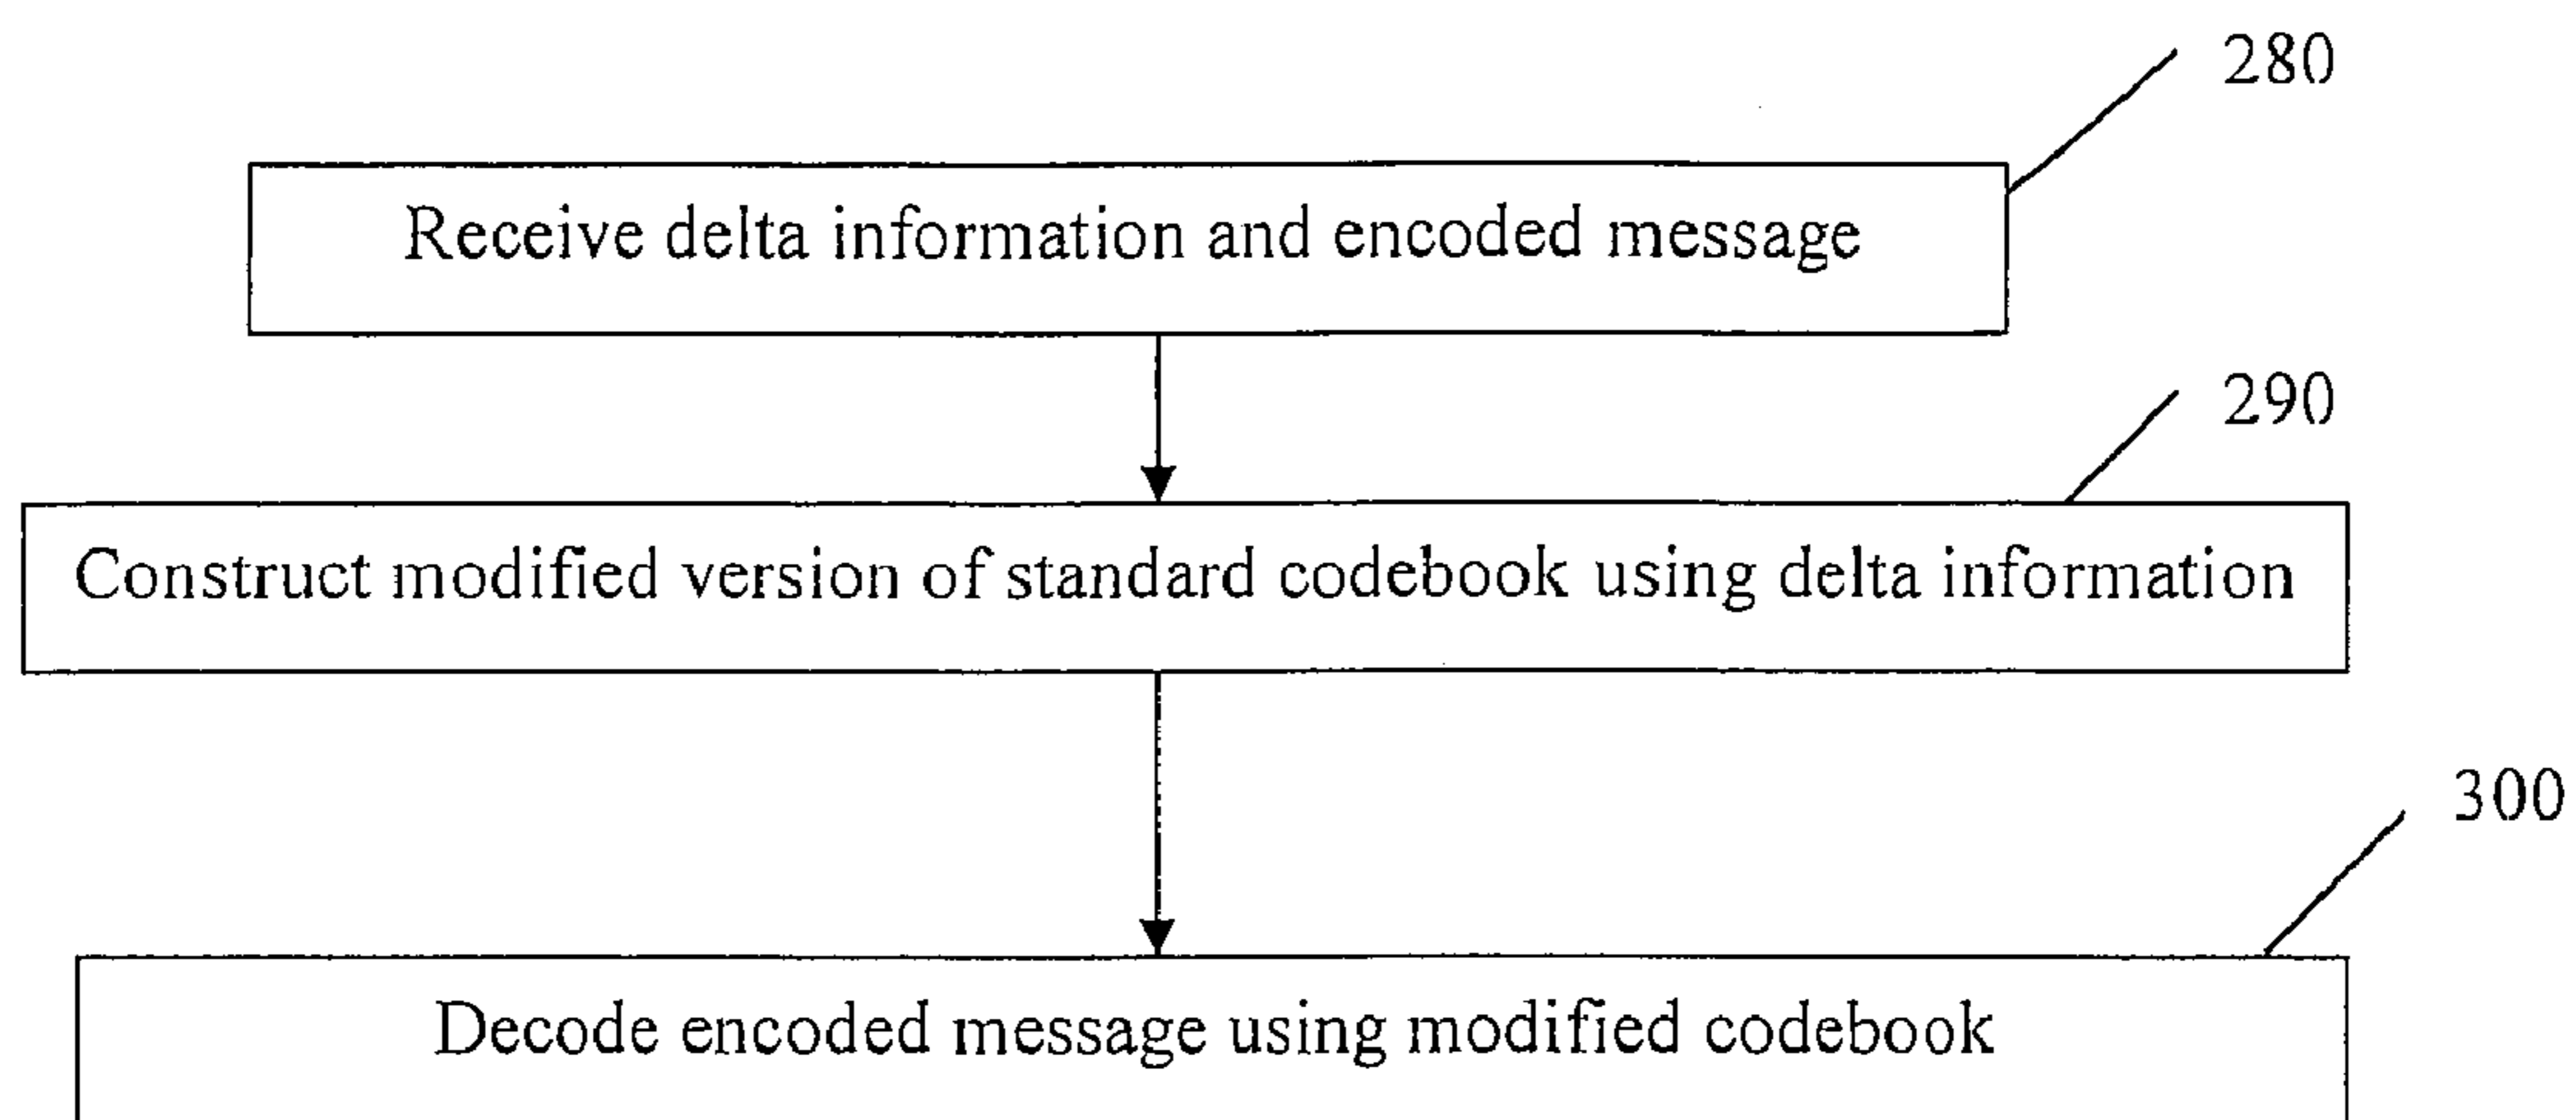 280
Receive delta information and encoded message
290
Construct modified version of standard codebook using delta information
300
Decode encoded message using modified codebook